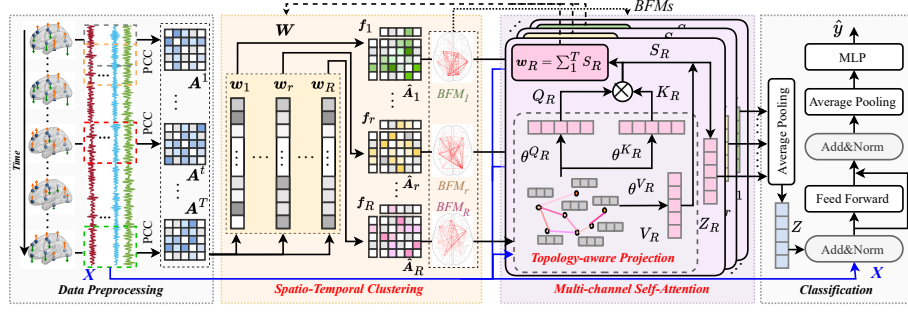 Time
PCC
PCC
PCC
A^1
A^t
A^T
X
Data Preprocessing
W
w_1
w_r
w_R
f_1
f_r
f_R
Â_1
Â_r
Â_R
BFM_1
BFM_r
BFM_R
Spatio-Temporal Clustering
BFMs
w_R = ∑_1^T S_R
S_R
Q_R
K_R
θ^Q_R
θ^K_R
θ^V_R
V_R
Z_R
Topology-aware Projection
Multi-channel Self-Attention
Average Pooling
Z
ŷ
MLP
Average Pooling
Add&Norm
Feed Forward
Add&Norm
X
Classification